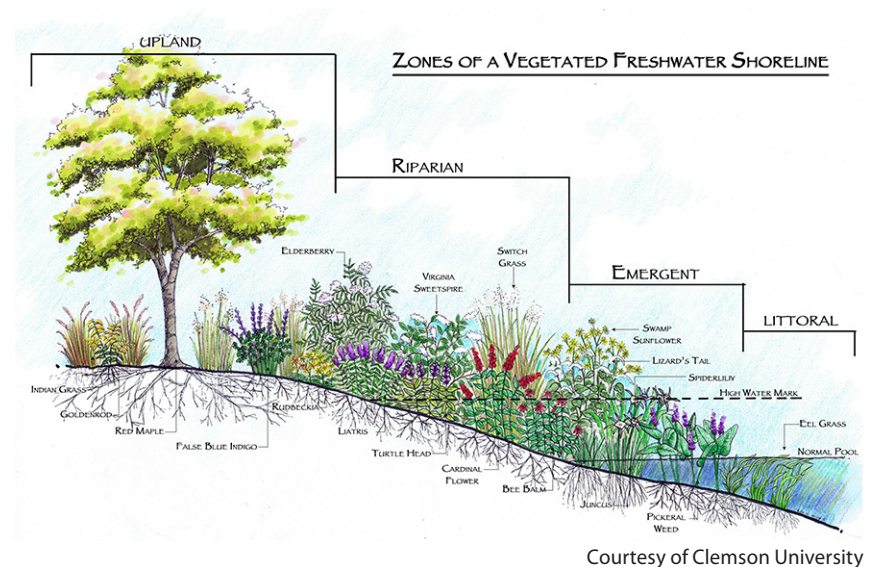 UPLAND
ZONES OF A VEGETATED FRESHWATER SHORELINE
RIPARIAN
EMERGENT
LITTORAL
ELDERBERRY
VIRGINIA
SWEETSPIRE
SWITCH
GRASS
SWAMP
SUNFLOWER
LIZARD'S TAIL
SPIDERLILIY
HIGH WATER MARK
EEL GRASS
NORMAL POOL
INDIAN GRASS
GOLDENROD
RED MAPLE
FALSE BLUE INDIGO
RUDBECKIA
LIATRIS
TURTLE HEAD
CARDINAL
FLOWER
BEE BALM
JUNCUS
PICKERAL
WEED
Courtesy of Clemson University